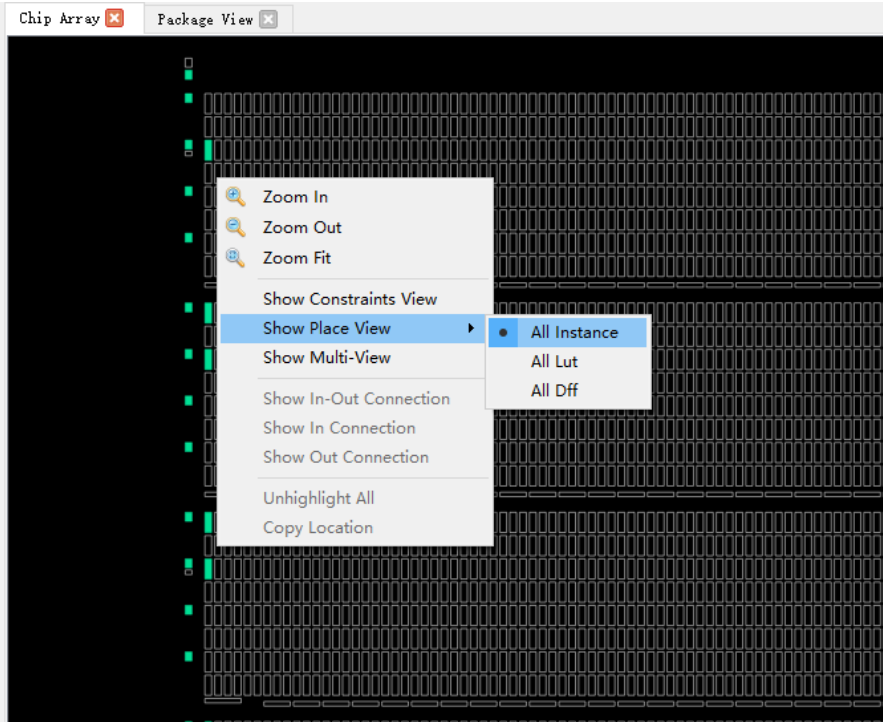 Chip Array
Package View
Zoom In
Zoom Out
Zoom Fit
Show Constraints View
Show Place View
All Instance
Show Multi-View
All Lut
All Dff
Show In-Out Connection
Show In Connection
Show Out Connection
Unhighlight All
Copy Location